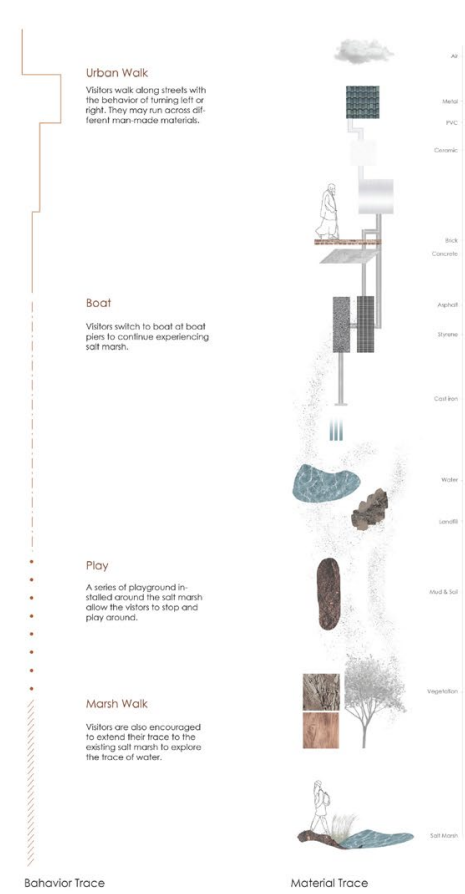 Urban Walk
Visitors walk along streets with
the behavior of turning left or
right. They may run across dif-
ferent man-made materials.
Boat
Visitors switch to boat at boat
piers to continue experiencing
salt marsh.
Play
A series of playground in-
stalled around the salt marsh
allow the vistors to stop and
play around.
Marsh Walk
Visitors are also encouraged
to extend their trace to the
existing salt marsh to explore
the trace of water.
Bahavior Trace
Air
Metal
PVC
Ceramic
Brick
Concrete
Asphalt
Styrene
Cast Iron
Water
Landfill
Mud & Soil
Vegetation
Salt Marsh
Material Trace